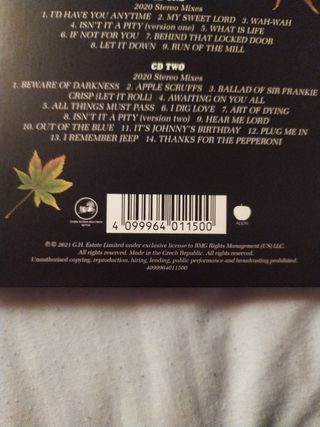 2020 Stereo Mixes
1. I'D HAVE YOU ANYTIME 2. MY SWEET LORD 3. WAH-WAH
4. ISN'T IT A PITY (version one) 5. WHAT IS LIFE
6. IF NOT FOR YOU 7. BEHIND THAT LOCKED DOOR
8. LET IT DOWN 9. RUN OF THE MILL
CD TWO
2020 Stereo Mixes
1. BEWARE OF DARKNESS 2. APPLE SCRUFFS 3. BALLAD OF SIR FRANKIE
CRISP (LET IT ROLL) 4. AWAITING ON YOU ALL
5. ALL THINGS MUST PASS 6. I DIG LOVE 7. ART OF DYING
8. ISN'T IT A PITY (version two) 9. HEAR ME LORD
10. OUT OF THE BLUE 11. IT'S JOHNNY'S BIRTHDAY 12. PLUG ME IN
13. I REMEMBER JEEP 14. THANKS FOR THE PEPPERONI
4 099964 011500
Apple
℗ © 2021 G.H. Estate Limited under exclusive license to BMG Rights Management (US) LLC.
All rights reserved. Made in the Czech Republic. All rights reserved.
Unauthorised copying, reproduction, hiring, lending, public performance and broadcasting prohibited.
4099964011500